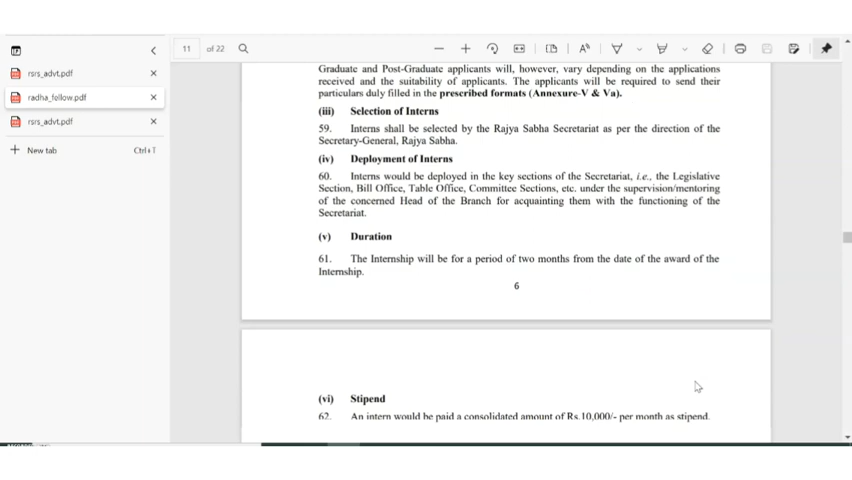 11 of 22
rsrs_advt.pdf
radha_follow.pdf
rsrs_advt.pdf
New tab Ctrl+T
Graduate and Post-Graduate applicants will, however, vary depending on the applications
received and the suitability of applicants. The applicants will be required to send their
particulars duly filled in the prescribed formats (Annexure-V & Va).
(iii) Selection of Interns
59. Interns shall be selected by the Rajya Sabha Secretariat as per the direction of the
Secretary-General, Rajya Sabha.
(iv) Deployment of Interns
60. Interns would be deployed in the key sections of the Secretariat, i.e., the Legislative
Section, Bill Office, Table Office, Committee Sections, etc. under the supervision/mentoring
of the concerned Head of the Branch for acquainting them with the functioning of the
Secretariat.
(v) Duration
61. The Internship will be for a period of two months from the date of the award of the
Internship.
6
(vi) Stipend
62. An intern would be paid a consolidated amount of Rs.10,000/- per month as stipend.